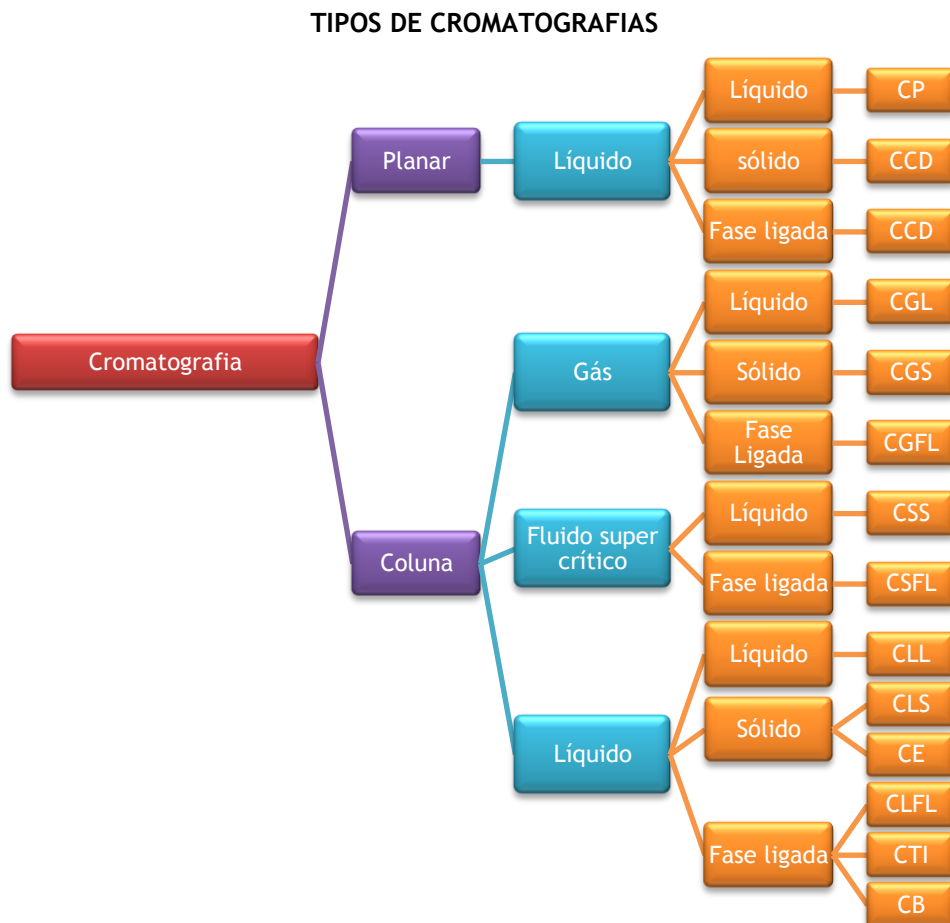 TIPOS DE CROMATOGRAFIAS
Cromatografia
Planar
Líquido
Líquido
CP
sólido
CCD
Fase ligada
CCD
Coluna
Gás
Líquido
CGL
Sólido
CGS
Fase
Ligada
CGFL
Fluido super
crítico
Líquido
CSS
Fase ligada
CSFL
Líquido
Líquido
CLL
Sólido
CLS
CE
Fase ligada
CLFL
CTI
CB